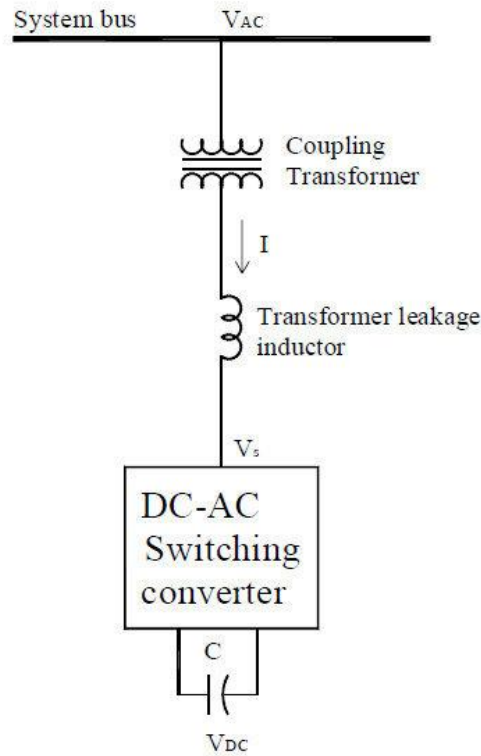 System bus
VAC
Coupling
Transformer
I
Transformer leakage
inductor
Vs
DC-AC
Switching
converter
C
VDC